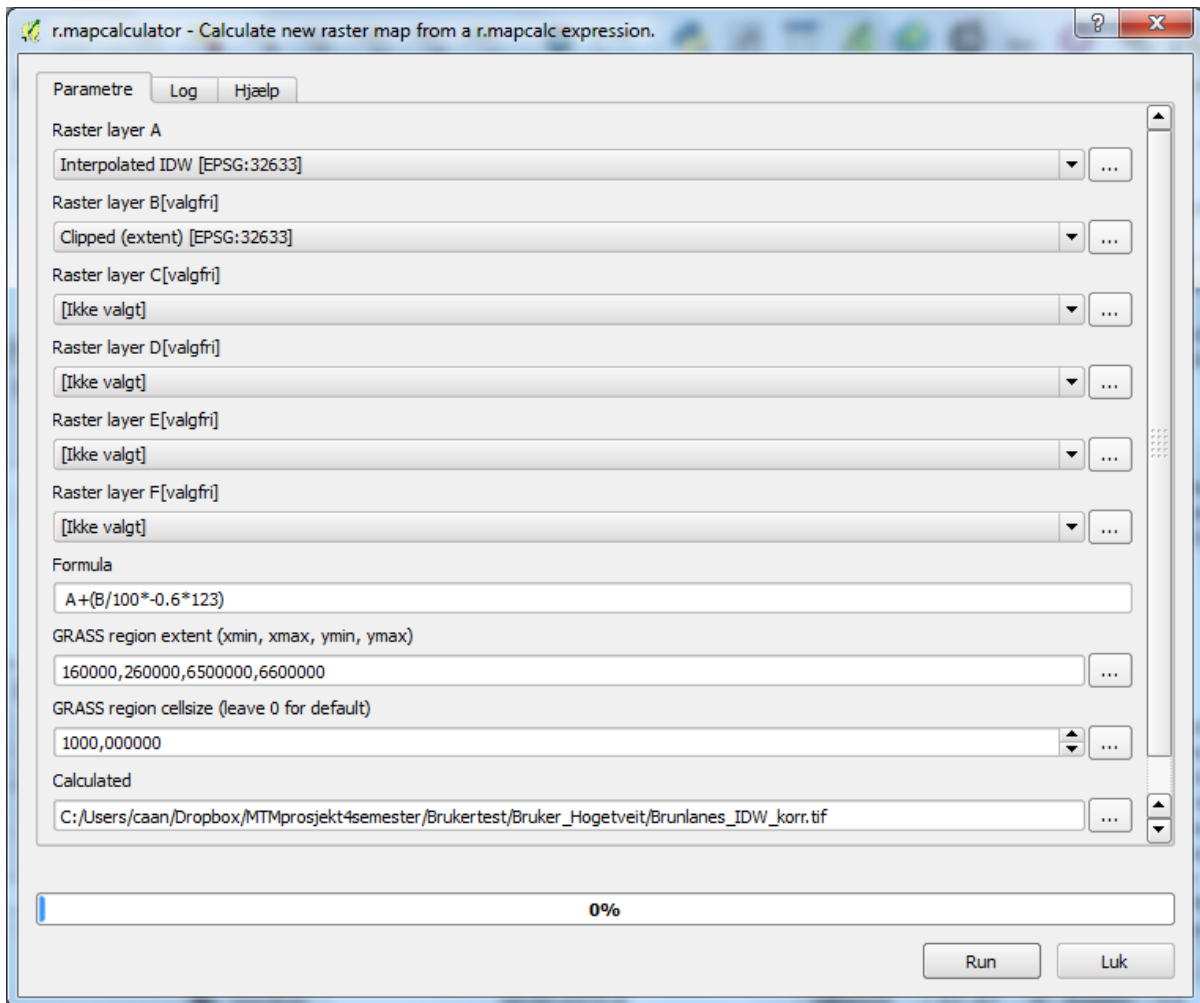 r.mapcalculator - Calculate new raster map from a r.mapcalc expression.
Parametre Log Hjælp
Raster layer A
Interpolated IDW [EPSG:32633]
...
Raster layer B[valgfri]
Clipped (extent) [EPSG:32633]
...
Raster layer C[valgfri]
[Ikke valgt]
...
Raster layer D[valgfri]
[Ikke valgt]
...
Raster layer E[valgfri]
[Ikke valgt]
...
Raster layer F[valgfri]
[Ikke valgt]
...
Formula
A+(B/100*-0.6*123)
GRASS region extent (xmin, xmax, ymin, ymax)
160000,260000,6500000,6600000
...
GRASS region cellsize (leave 0 for default)
1000,000000
...
Calculated
C:/Users/caan/Dropbox/MTMprosjekt4semester/Brukertest/Bruker_Hogetveit/Brunlanes_IDW_korr.tif
...
0%
Run Luk